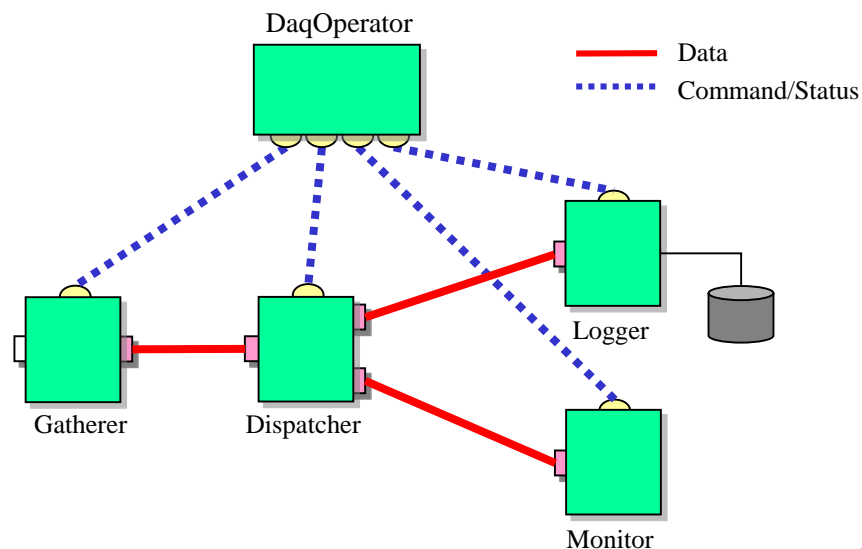 DaqOperator
Data
Command/Status
Logger
Gatherer
Dispatcher
Monitor